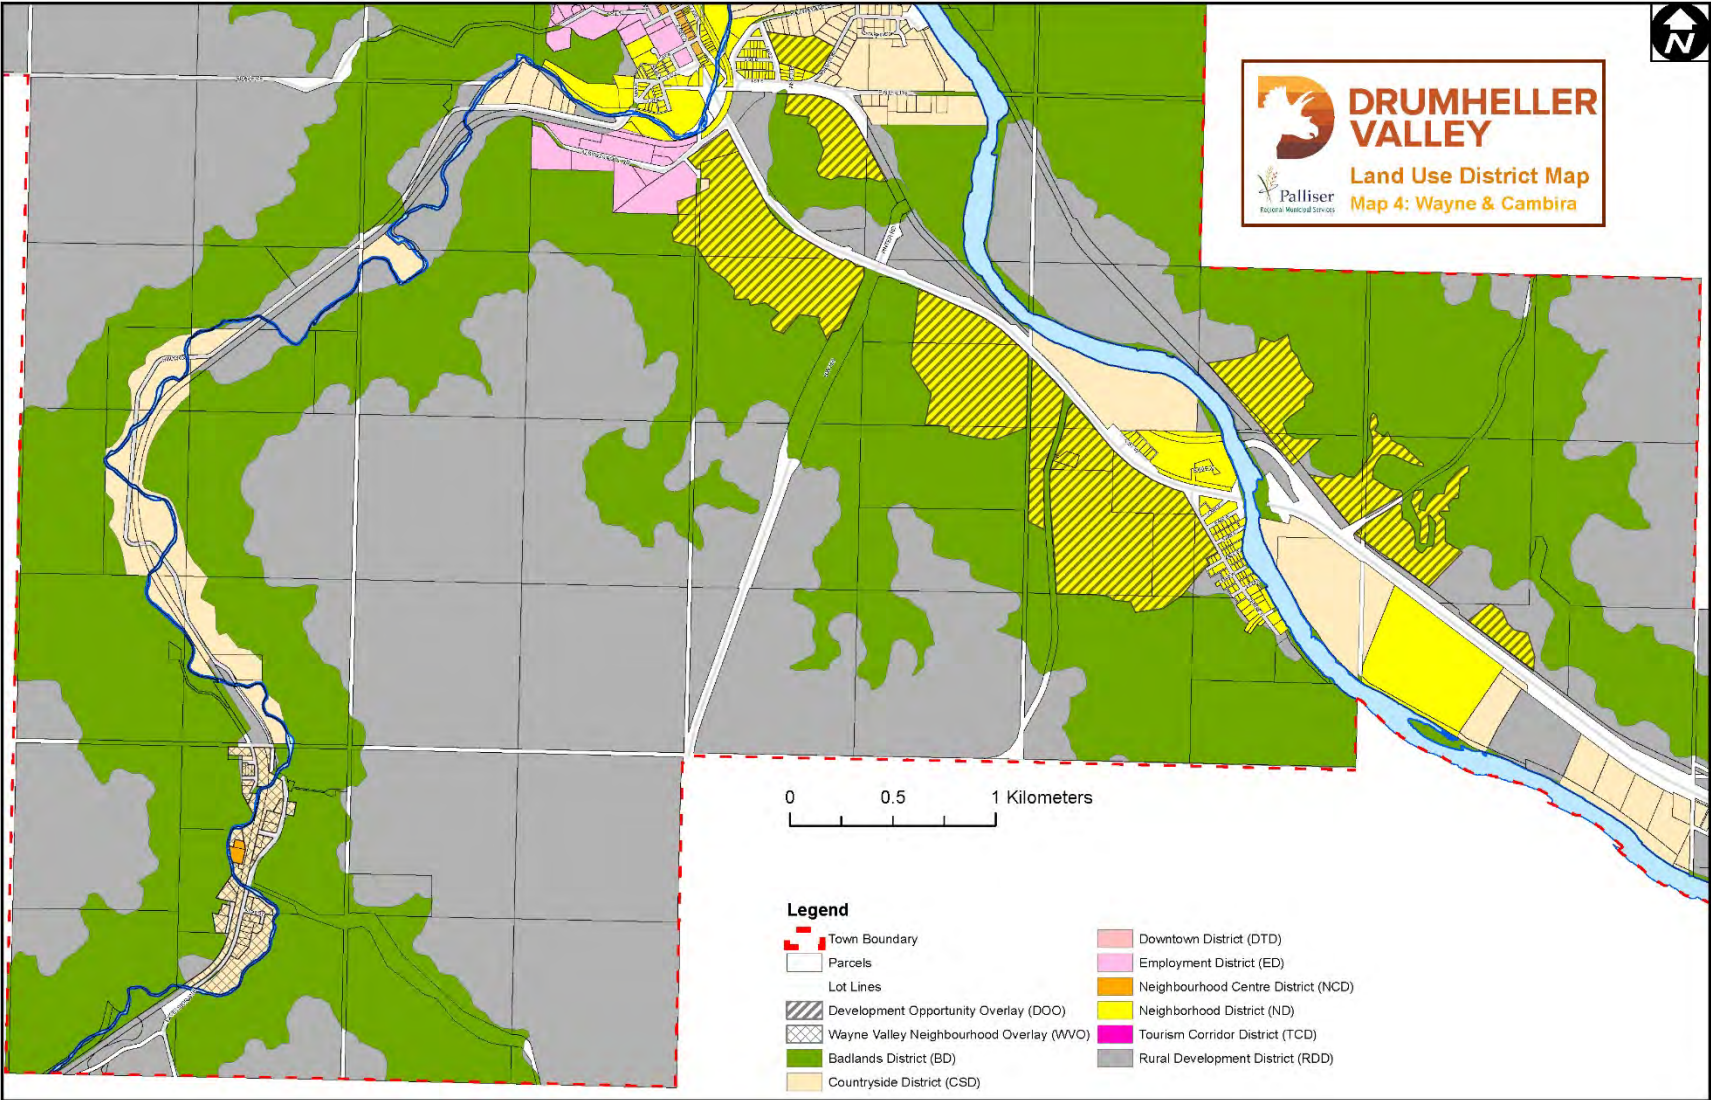 N
DRUMHELLER
VALLEY
Land Use District Map
Map 4: Wayne & Cambira
Palliser
Regional Municipal Services
0 0.5 1 Kilometers
Legend
Town Boundary
Parcels
Lot Lines
Development Opportunity Overlay (DOO)
Wayne Valley Neighbourhood Overlay (WVO)
Badlands District (BD)
Countryside District (CSD)
Downtown District (DTD)
Employment District (ED)
Neighbourhood Centre District (NCD)
Neighborhood District (ND)
Tourism Corridor District (TCD)
Rural Development District (RDD)